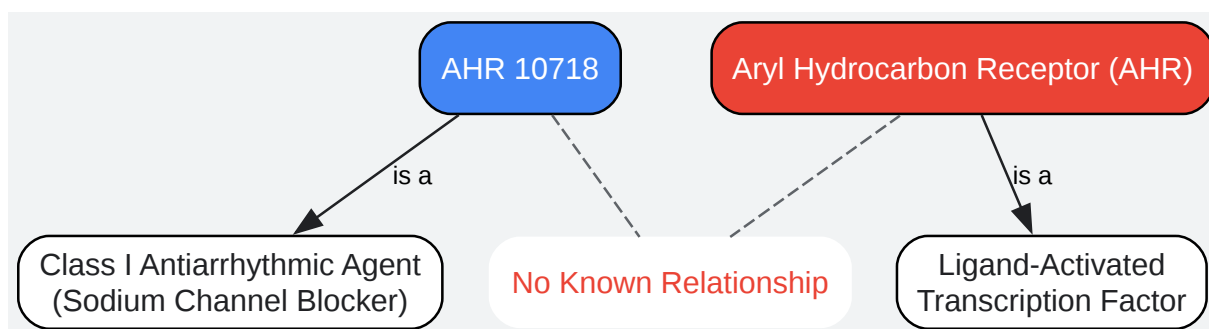 AHR 10718
Aryl Hydrocarbon Receptor (AHR)
is a
is a
Class I Antiarrhythmic Agent
(Sodium Channel Blocker)
No Known Relationship
Ligand-Activated
Transcription Factor